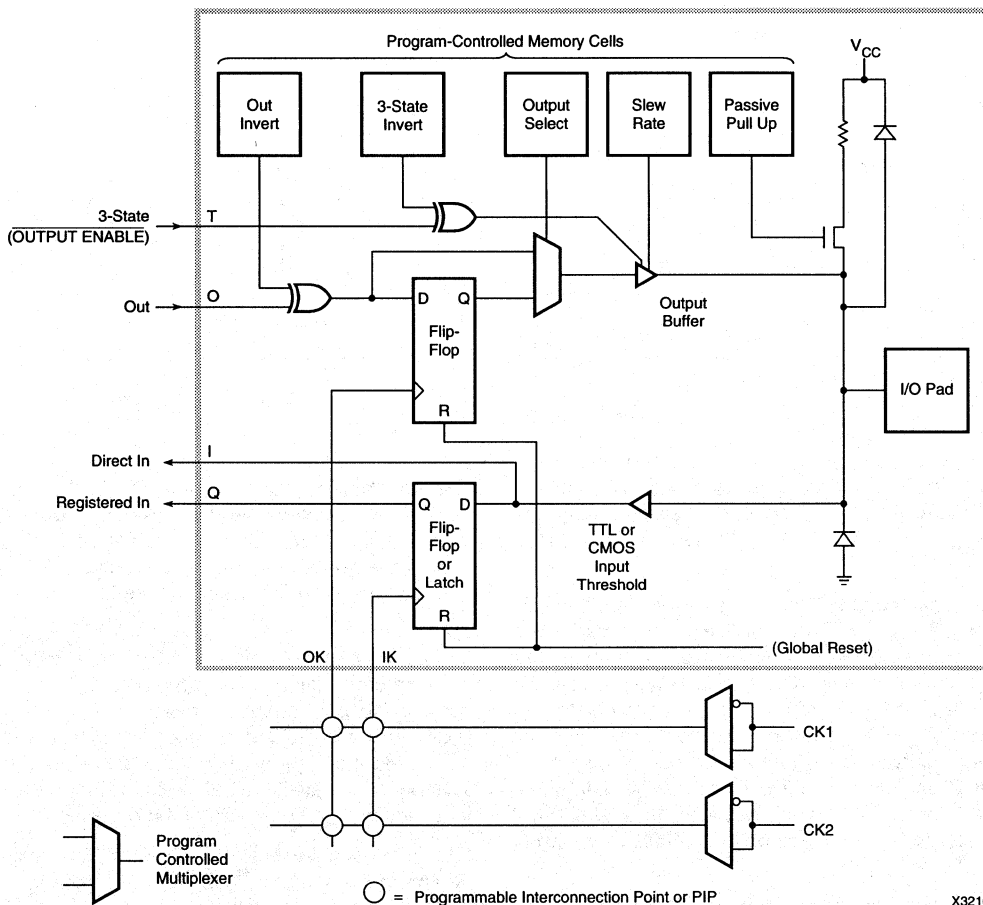 Program-Controlled Memory Cells
VCC
Out
Invert
3-State
Invert
Output
Select
Slew
Rate
Passive
Pull Up
3-State
(OUTPUT ENABLE)
T
Out
O
D
Q
Flip-
Flop
R
Output
Buffer
I/O Pad
Direct In
I
Registered In
Q
Q
D
Flip-
Flop
or
Latch
R
TTL or
CMOS
Input
Threshold
OK
IK
(Global Reset)
CK1
CK2
Program
Controlled
Multiplexer
= Programmable Interconnection Point or PIP